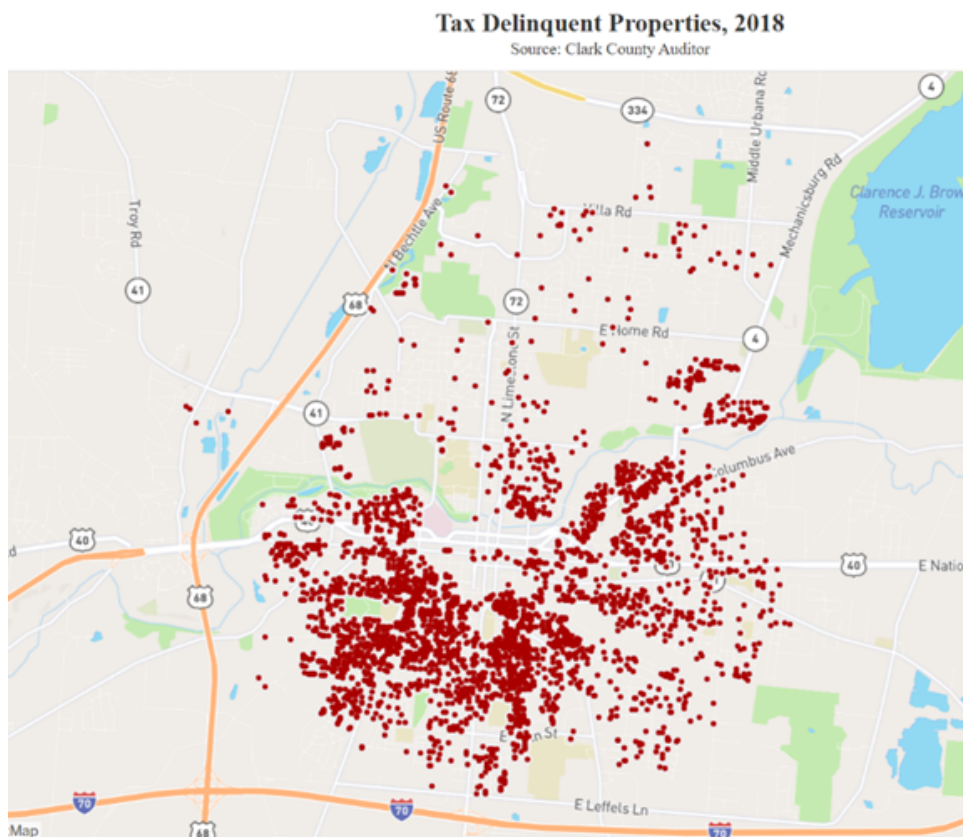 Tax Delinquent Properties, 2018
Source: Clark County Auditor
US Route 68
72
334
Middle Urbana Rd
4
Mechanicsburg Rd
Clarence J. Brow
Reservoir
Troy Rd
N Bechtle Ave
Villa Rd
41
68
72
N Limestone St
E Home Rd
4
41
Columbus Ave
40
40
E Natio
68
E Leffels Ln
70
70
70
68
Map